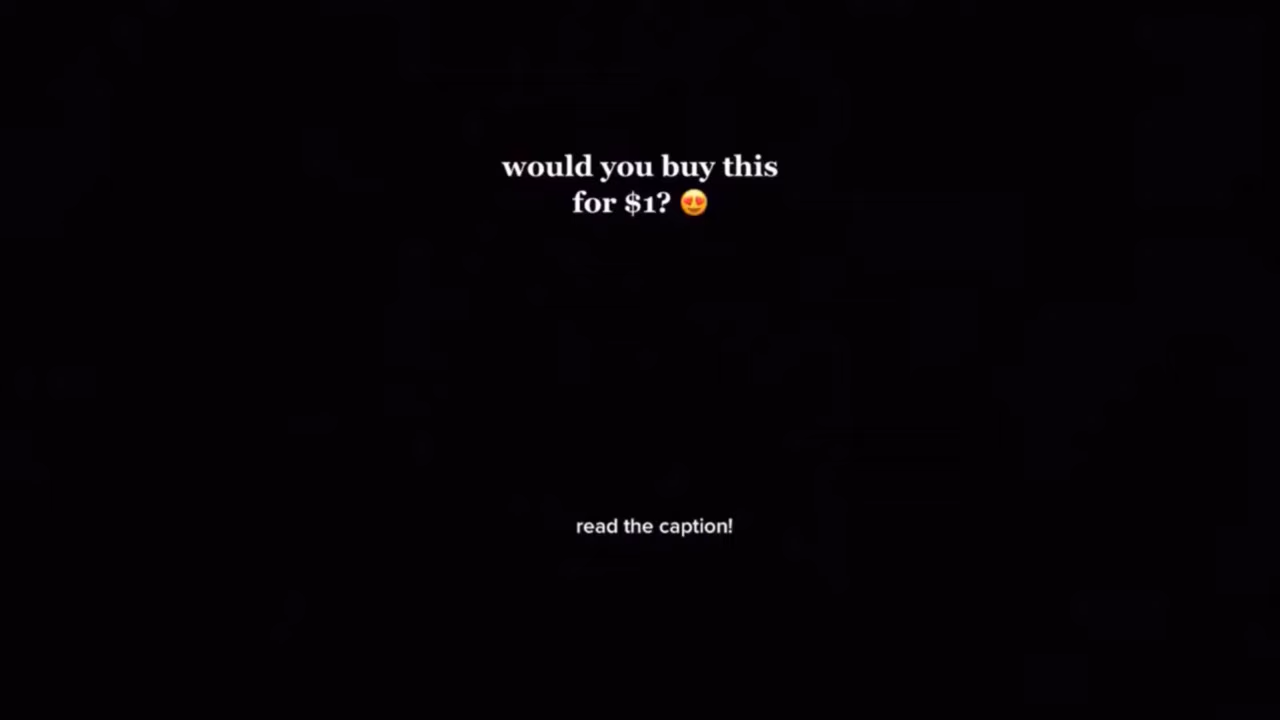 would you buy this
for $1? 😍
read the caption!